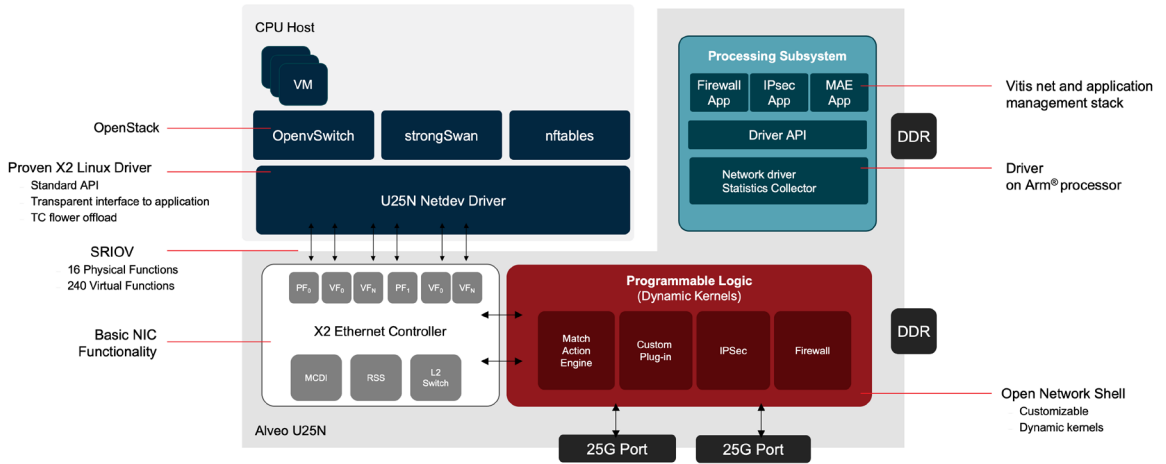 CPU Host
VM
OpenStack
OpenvSwitch
strongSwan
nftables
Proven X2 Linux Driver
Standard API
Transparent interface to application
TC flower offload
U25N Netdev Driver
SRIOV
16 Physical Functions
240 Virtual Functions
PF0
VF0
VFN
PF1
VF0
VFN
Basic NIC
Functionality
X2 Ethernet Controller
MCDI
RSS
L2
Switch
Alveo U25N
Processing Subsystem
Firewall
App
IPsec
App
MAE
App
Driver API
Network driver
Statistics Collector
Vitis net and application
management stack
DDR
Driver
on Arm® processor
Programmable Logic
(Dynamic Kernels)
Match
Action
Engine
Custom
Plug-in
IPSec
Firewall
DDR
Open Network Shell
Customizable
Dynamic kernels
25G Port
25G Port